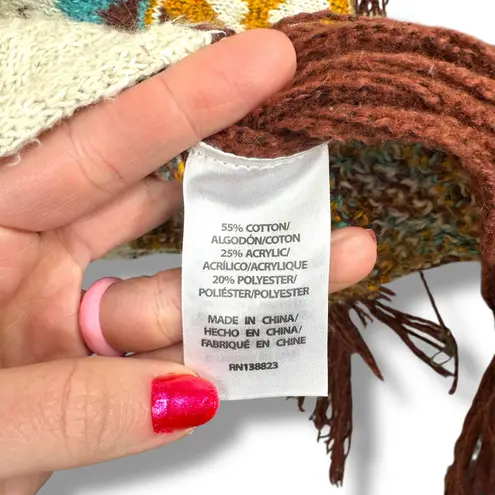 55% COTTON/
ALGODÓN/COTON
25% ACRYLIC/
ACRÍLICO/ACRYLIQUE
20% POLYESTER/
POLIÉSTER/POLYESTER
MADE IN CHINA/
HECHO EN CHINA/
FABRIQUÉ EN CHINE
RN138823